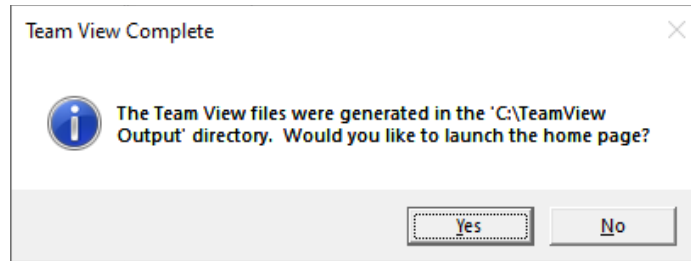 Team View Complete
The Team View files were generated in the 'C:\TeamView
Output' directory.  Would you like to launch the home page?
Yes
No